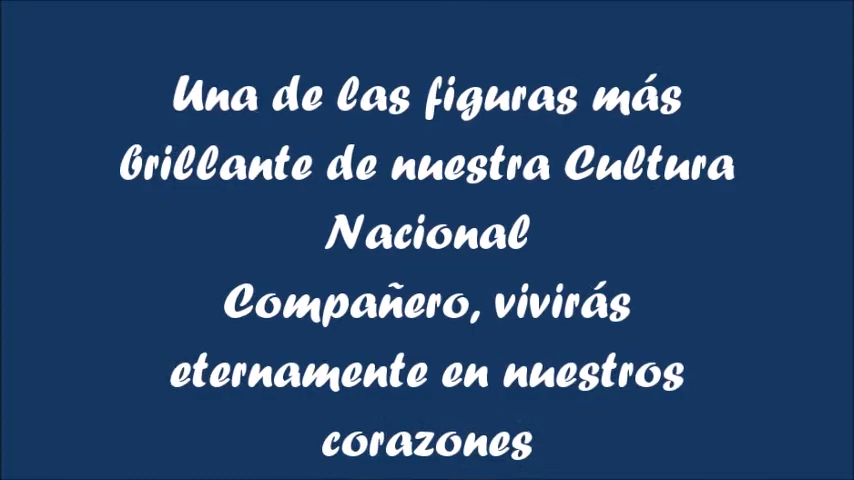 Una de las figuras más
brillante de nuestra Cultura
Nacional
Compañero, vivirás
eternamente en nuestros
corazones